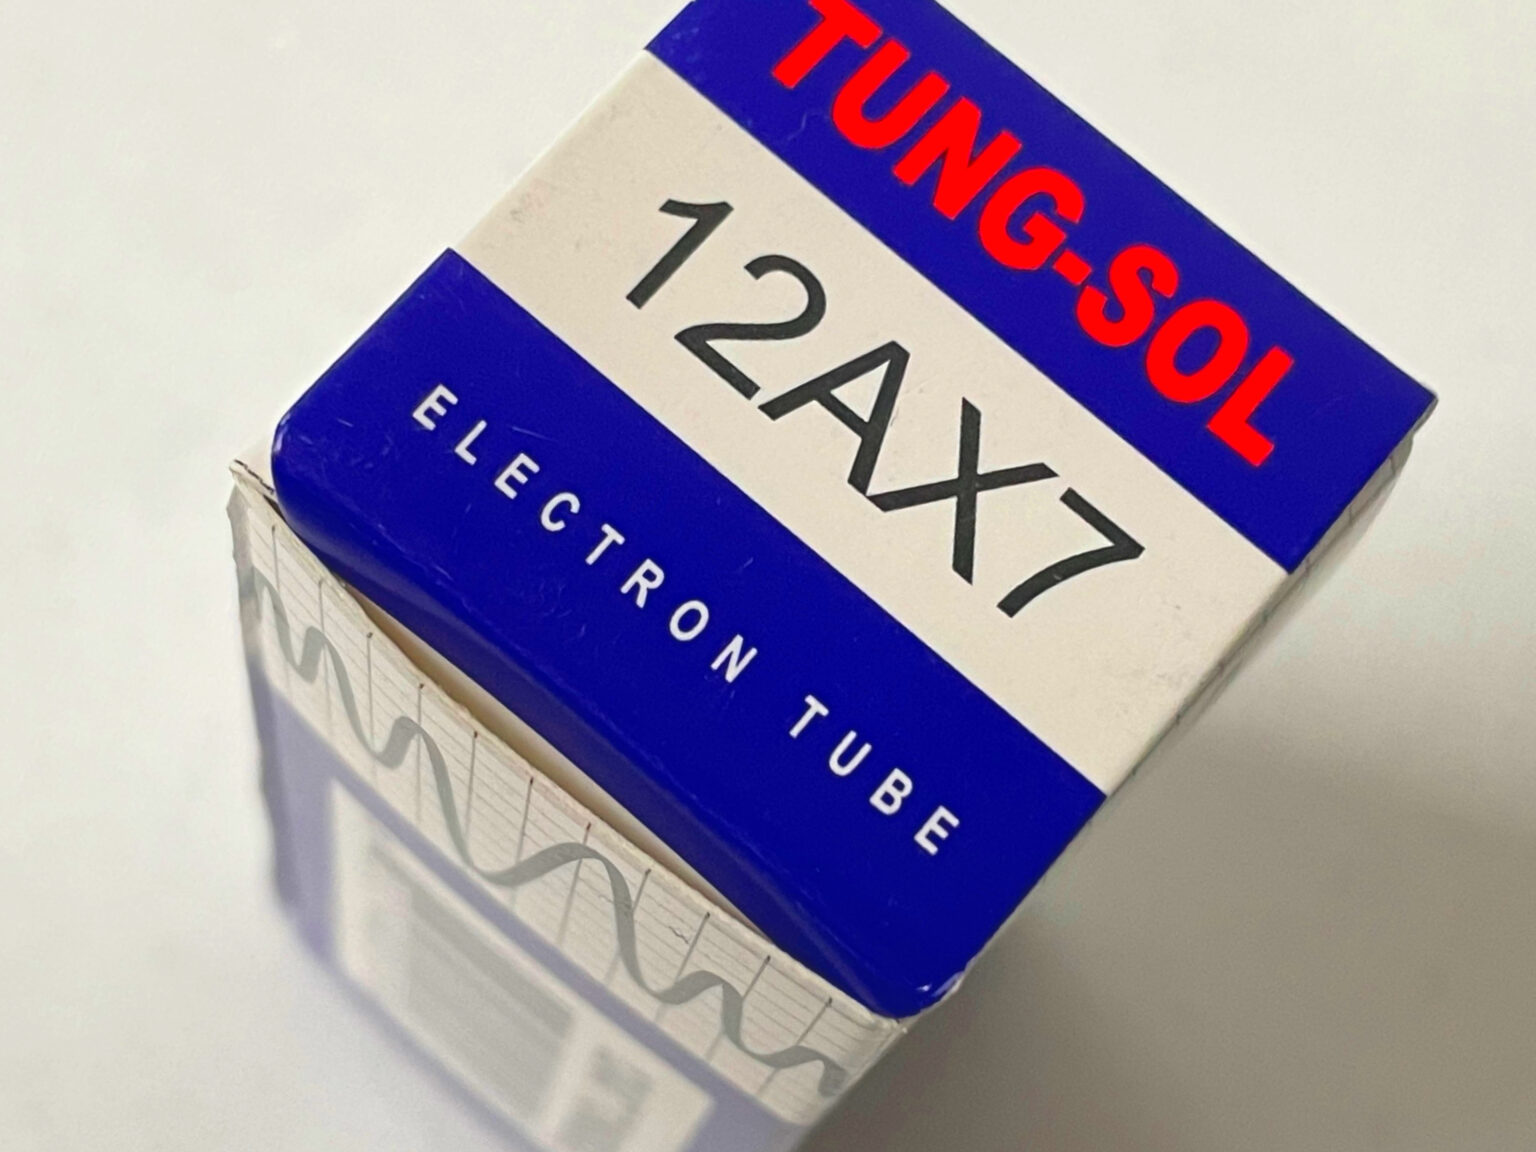 TUNG-SOL
12AX7
ELECTRON TUBE